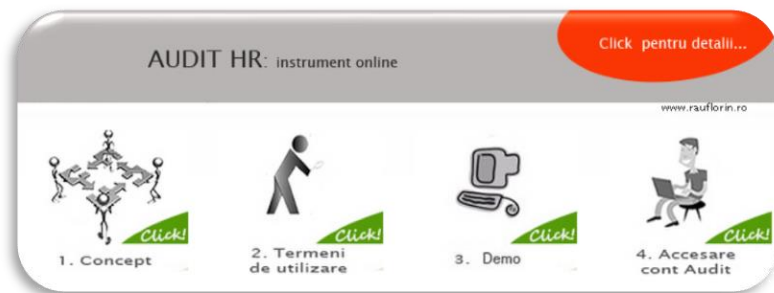 Click pentru detalii...
AUDIT HR: instrument online
www.rauflorin.ro
Click!
Click!
Click!
Click!
1. Concept
2. Termeni
de utilizare
3. Demo
4. Accesare
cont Audit